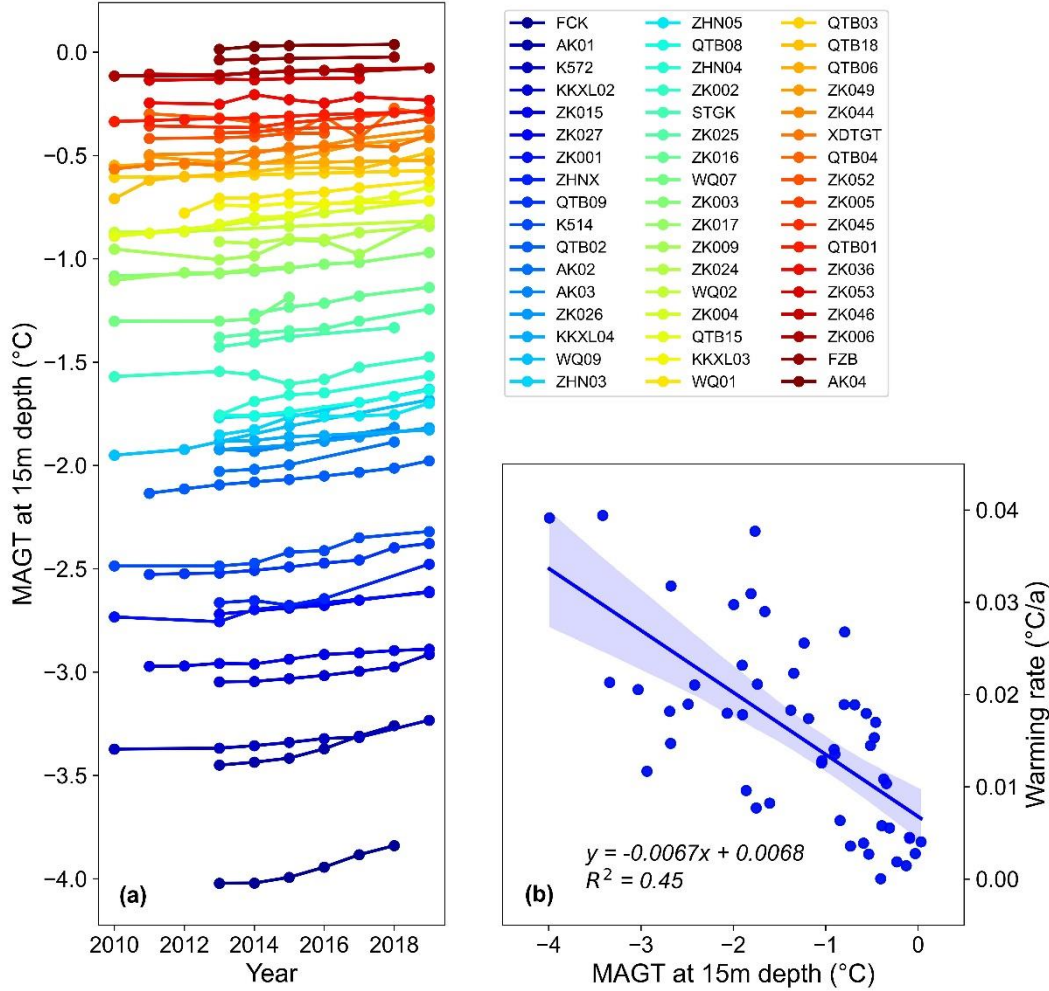 0.0
−0.5
−1.0
−1.5
−2.0
−2.5
−3.0
−3.5
−4.0
MAGT at 15m depth (°C)
(a)
2010 2012 2014 2016 2018
Year
FCK
AK01
K572
KKXL02
ZK015
ZK027
ZK001
ZHNX
QTB09
K514
QTB02
AK02
AK03
ZK026
KKXL04
WQ09
ZHN03
ZHN05
QTB08
ZHN04
ZK002
STGK
ZK025
ZK016
WQ07
ZK003
ZK017
ZK009
ZK024
WQ02
ZK004
QTB15
KKXL03
WQ01
QTB03
QTB18
QTB06
ZK049
ZK044
XDTGT
QTB04
ZK052
ZK005
ZK045
QTB01
ZK036
ZK053
ZK046
ZK006
FZB
AK04
0.04
0.03
0.02
0.01
0.00
Warming rate (°C/a)
y = -0.0067x + 0.0068
R² = 0.45
(b)
−4 −3 −2 −1 0
MAGT at 15m depth (°C)